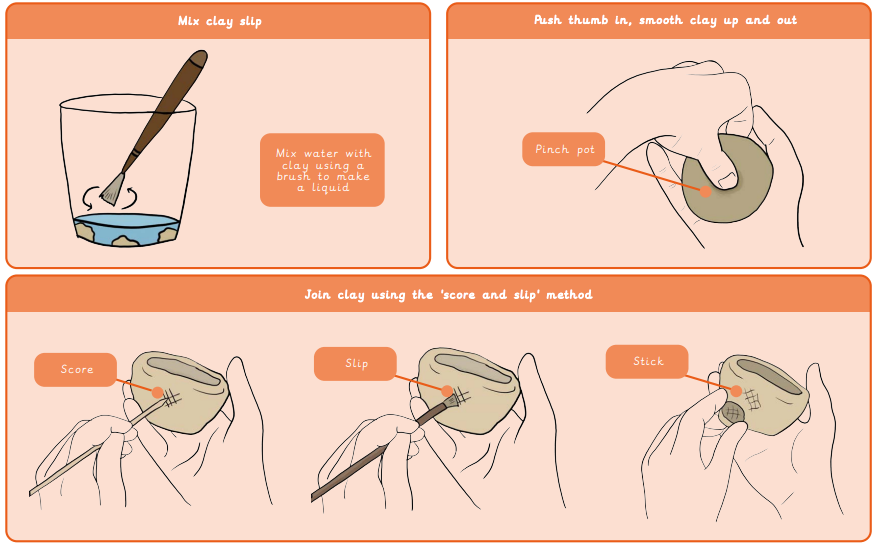 Mix clay slip
Mix water with
clay using a
brush to make
a liquid
Push thumb in, smooth clay up and out
Pinch pot
Join clay using the 'score and slip' method
Score
Slip
Stick